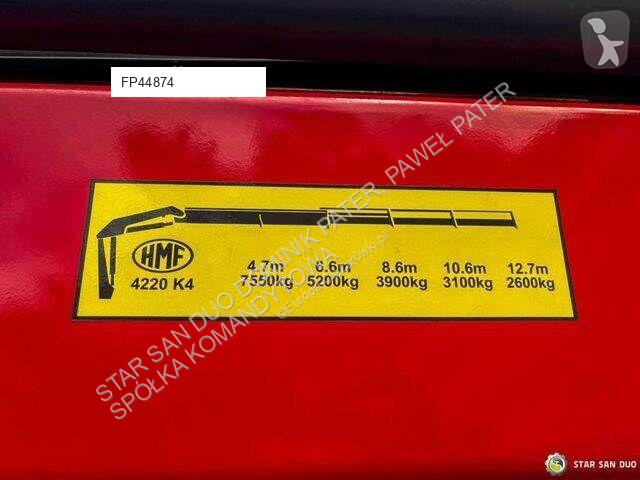 FP44874
HMF
4220 K4
4.7m 6.6m 8.6m 10.6m 12.7m
7550kg 5200kg 3900kg 3100kg 2600kg
STAR SAN DUO DOMINIK PATER, PAWEŁ PATER
SPÓŁKA KOMANDYTOWA
STAR SAN DUO